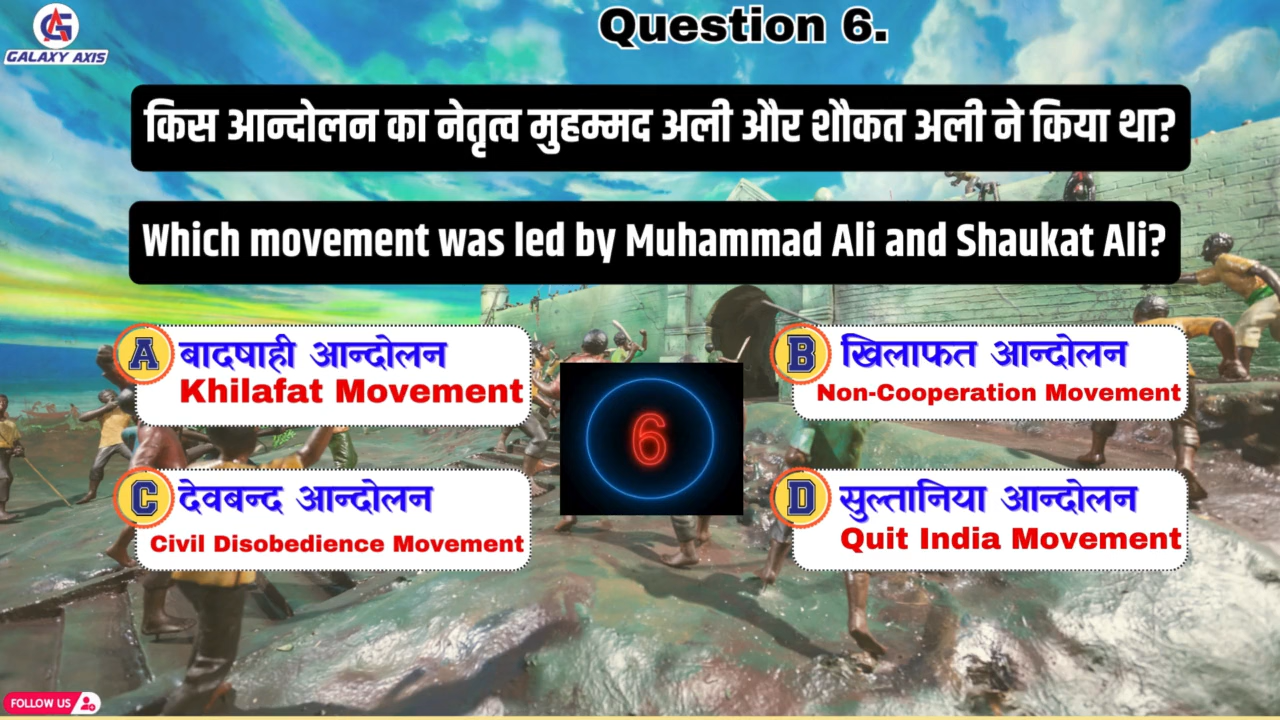 GALAXY AXIS
Question 6.
किस आन्दोलन का नेतृत्व मुहम्मद अली और शौकत अली ने किया था?
Which movement was led by Muhammad Ali and Shaukat Ali?
A बादषाही आन्दोलन
Khilafat Movement
B खिलाफत आन्दोलन
Non-Cooperation Movement
6
C देवबन्द आन्दोलन
Civil Disobedience Movement
D सुल्तानिया आन्दोलन
Quit India Movement
FOLLOW US